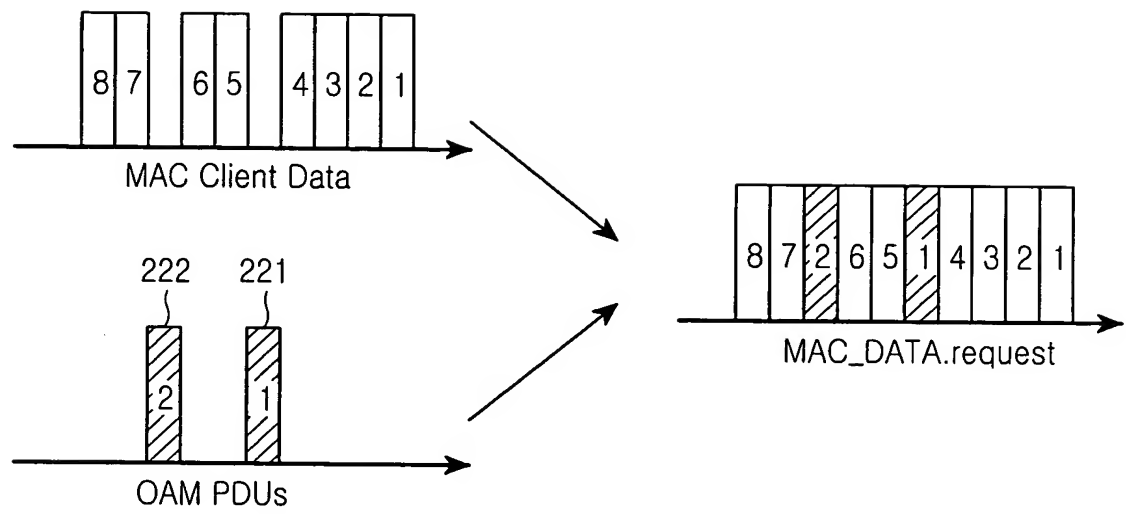 8 7 6 5 4 3 2 1
MAC Client Data
222 221
2 1
OAM PDUs
8 7 2 6 5 1 4 3 2 1
MAC_DATA.request